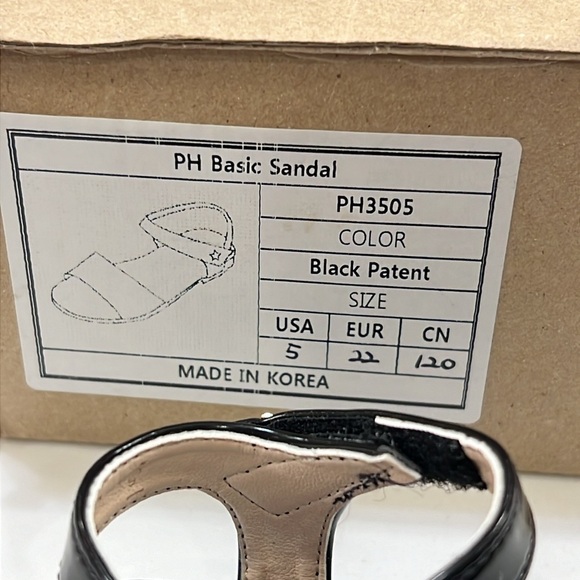 PH Basic Sandal
PH3505
COLOR
Black Patent
SIZE
USA EUR CN
5 22 120
MADE IN KOREA